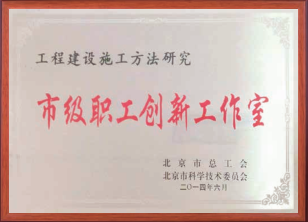 工程建设施工方法研究
市级职工创新工作室
北京市总工会
北京市科学技术委员会
二〇一四年六月